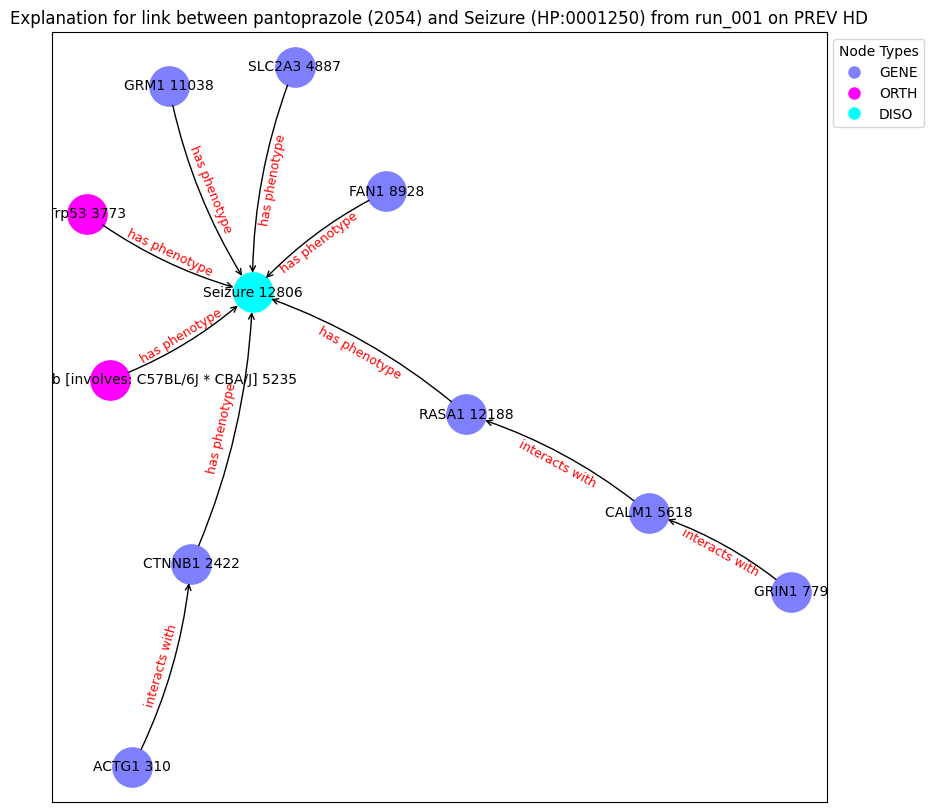 Explanation for link between pantoprazole (2054) and Seizure (HP:0001250) from run_001 on PREV HD
Node Types
GENE
ORTH
DISO
SLC2A3 4887
GRM1 11038
has phenotype
has phenotype
FAN1 8928
has phenotype
Trp53 3773
has phenotype
Seizure 12806
has phenotype
has phenotype
b [involves: C57BL/6J * CBA/J] 5235
has phenotype
RASA1 12188
interacts with
CALM1 5618
interacts with
CTNNB1 2422
GRIN1 779
interacts with
ACTG1 310